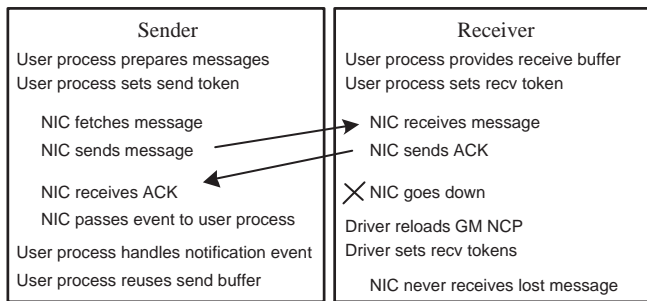 Sender
User process prepares messages
User process sets send token
NIC fetches message
NIC sends message
NIC receives ACK
NIC passes event to user process
User process handles notification event
User process reuses send buffer
Receiver
User process provides receive buffer
User process sets recv token
NIC receives message
NIC sends ACK
NIC goes down
Driver reloads GM NCP
Driver sets recv tokens
NIC never receives lost message